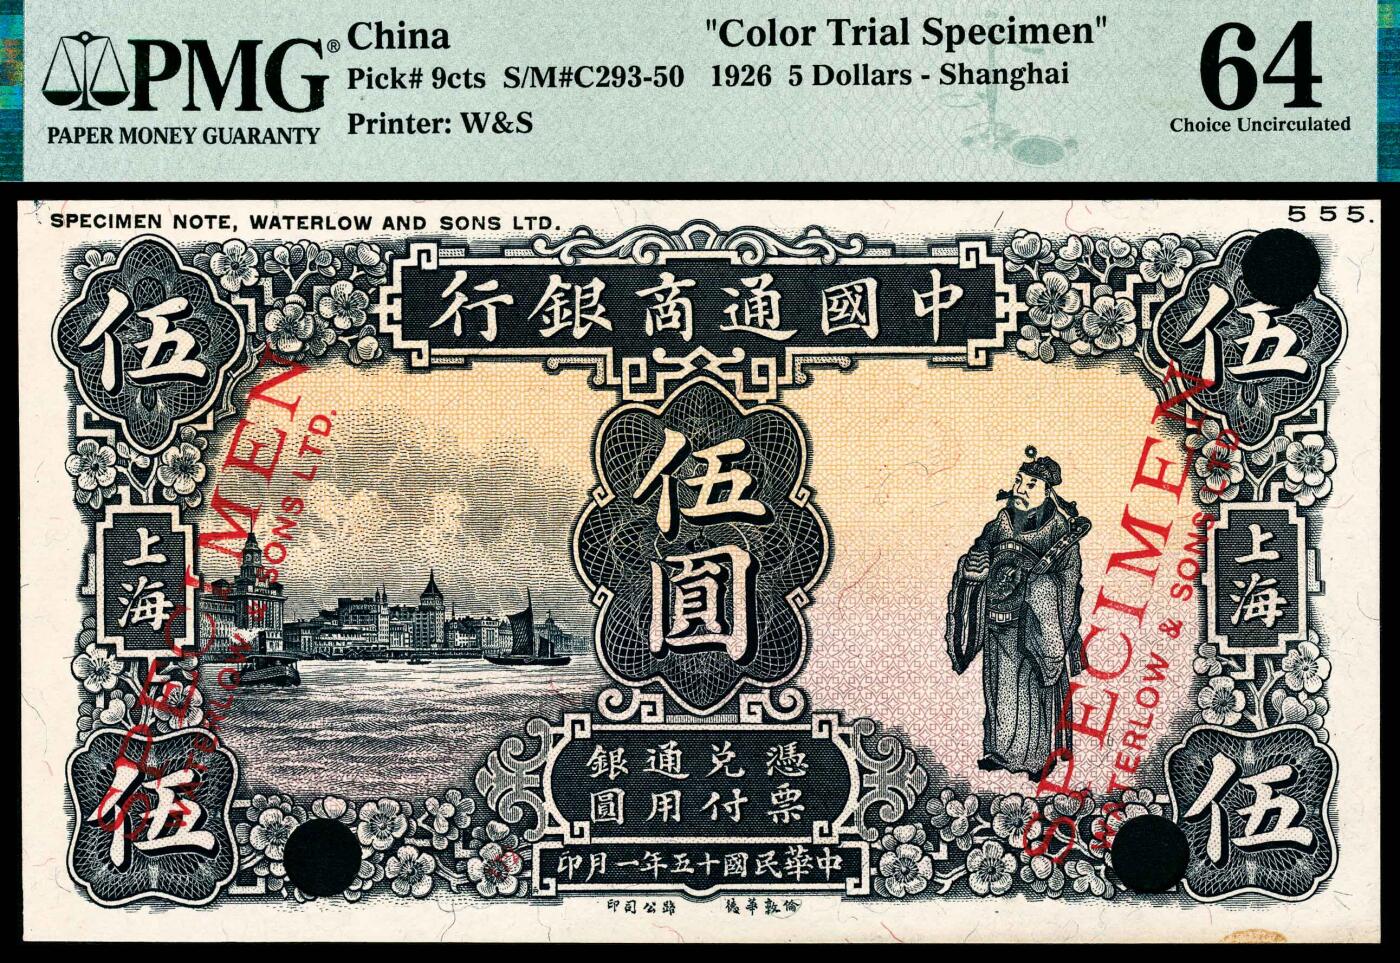 PMG®
PAPER MONEY GUARANTY
China
"Color Trial Specimen"
Pick# 9cts S/M#C293-50 1926 5 Dollars - Shanghai
Printer: W&S
64
Choice Uncirculated
SPECIMEN NOTE, WATERLOW AND SONS LTD.
555.
行銀商通國中
伍
伍
伍圓
上海
上海
SPECIMEN
WATERLOW & SONS LTD.
SPECIMEN
WATERLOW & SONS LTD
銀通兑憑
圓用付票
伍
伍
印月一年五十國民華中
印司公路 德華敦倫